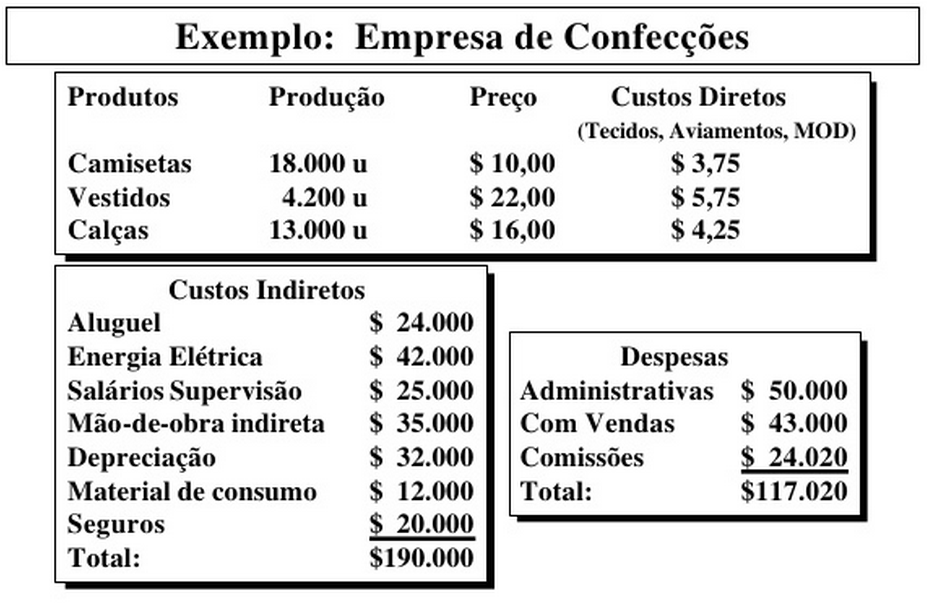 Exemplo: Empresa de Confecções
Produtos Produção Preço Custos Diretos
(Tecidos, Aviamentos, MOD)
Camisetas 18.000 u $ 10,00 $ 3,75
Vestidos 4.200 u $ 22,00 $ 5,75
Calças 13.000 u $ 16,00 $ 4,25
Custos Indiretos
Aluguel $ 24.000
Energia Elétrica $ 42.000
Salários Supervisão $ 25.000
Mão-de-obra indireta $ 35.000
Depreciação $ 32.000
Material de consumo $ 12.000
Seguros $ 20.000
Total: $190.000
Despesas
Administrativas $ 50.000
Com Vendas $ 43.000
Comissões $ 24.020
Total: $117.020